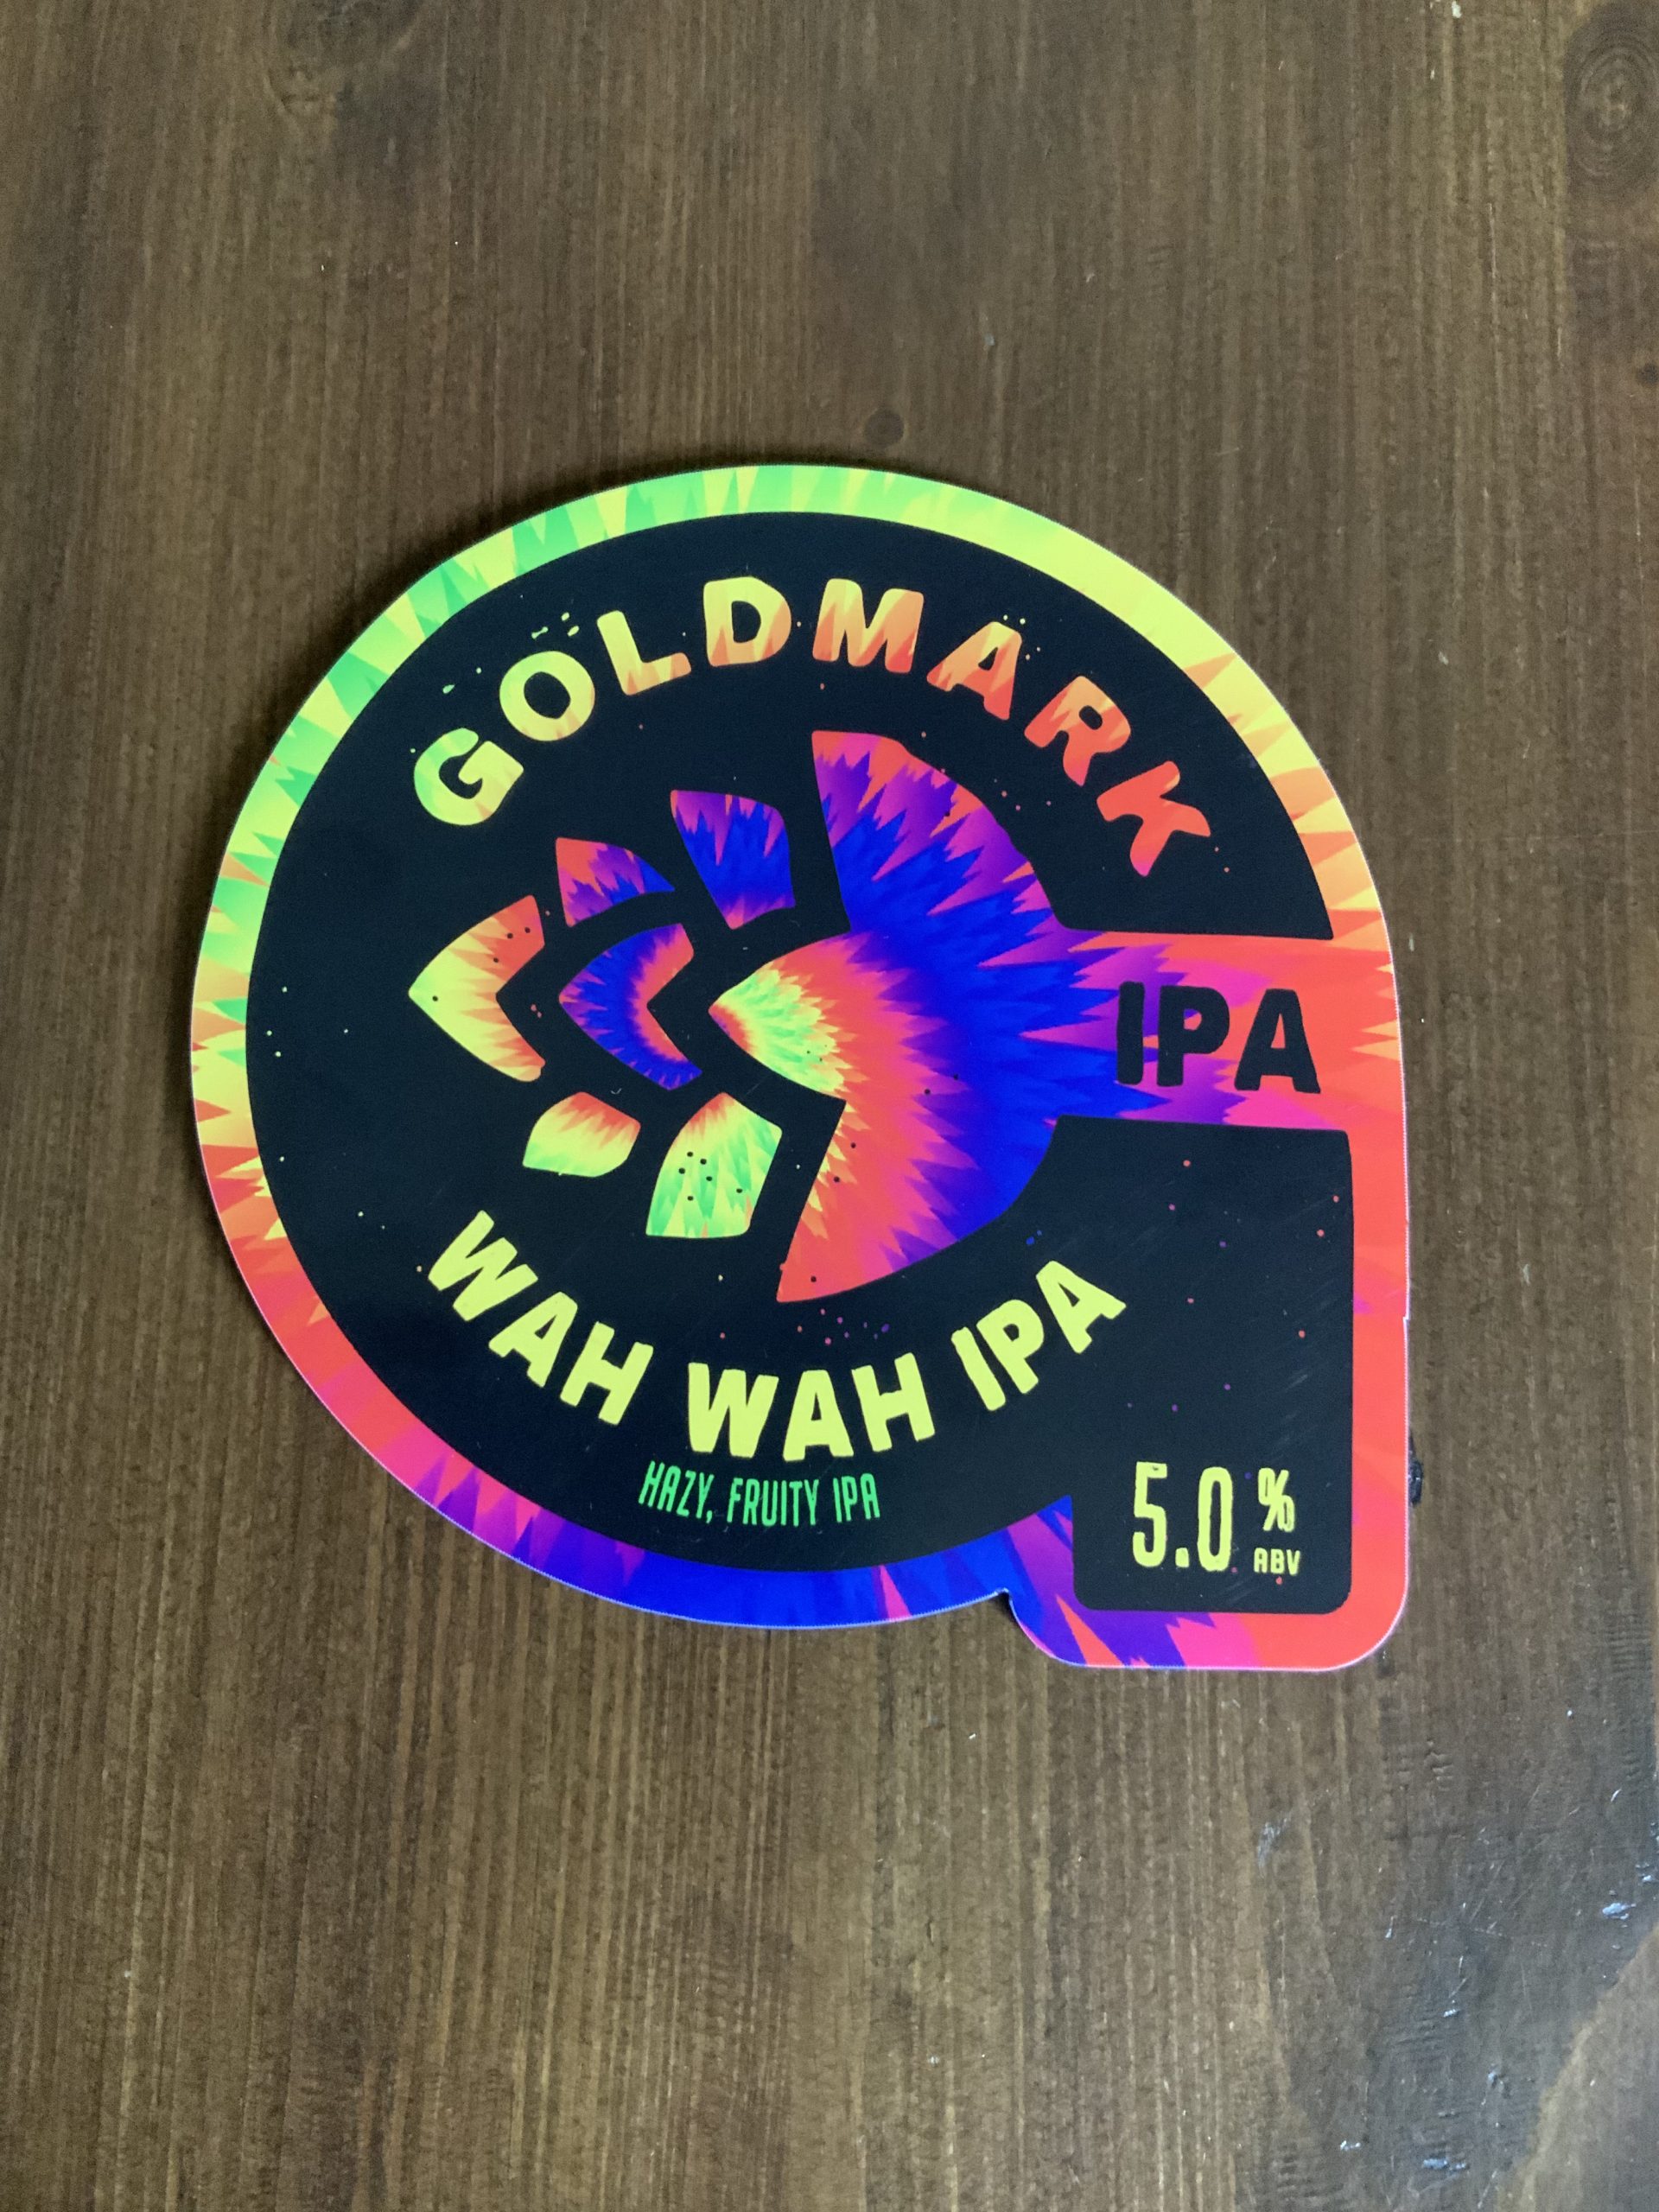 GOLDMARK
IPA
WAH WAH IPA
HAZY, FRUITY IPA
5.0 %
ABV